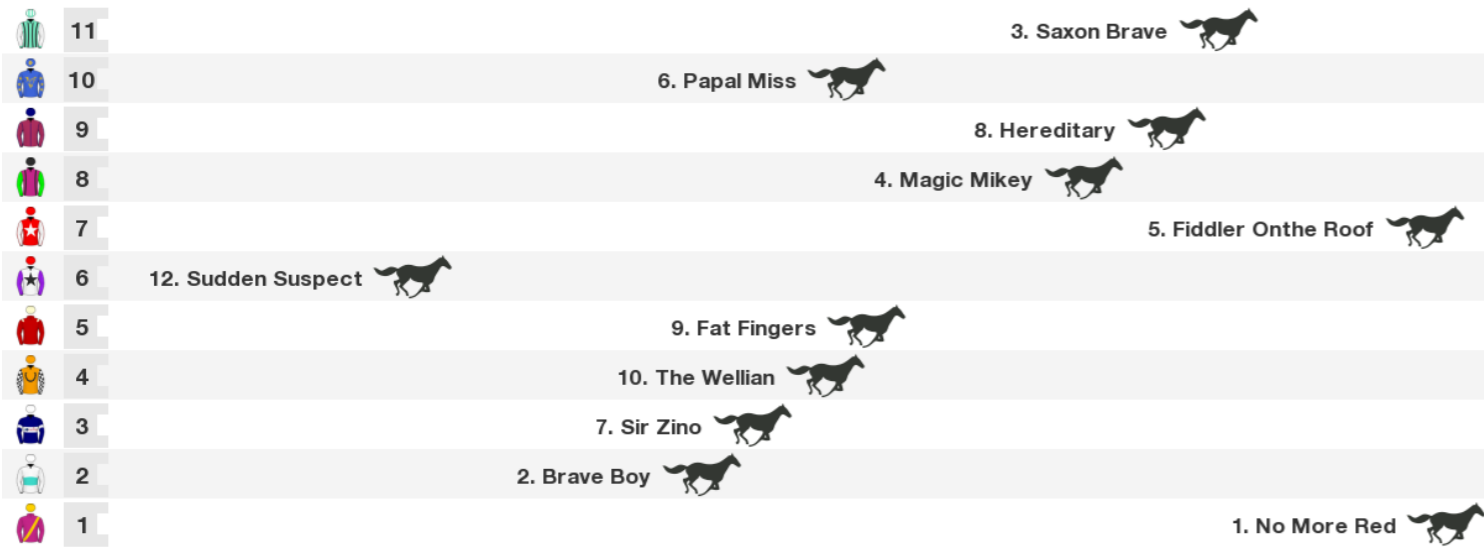 11 3. Saxon Brave
10 6. Papal Miss
9 8. Hereditary
8 4. Magic Mikey
7 5. Fiddler Onthe Roof
6 12. Sudden Suspect
5 9. Fat Fingers
4 10. The Wellian
3 7. Sir Zino
2 2. Brave Boy
1 1. No More Red